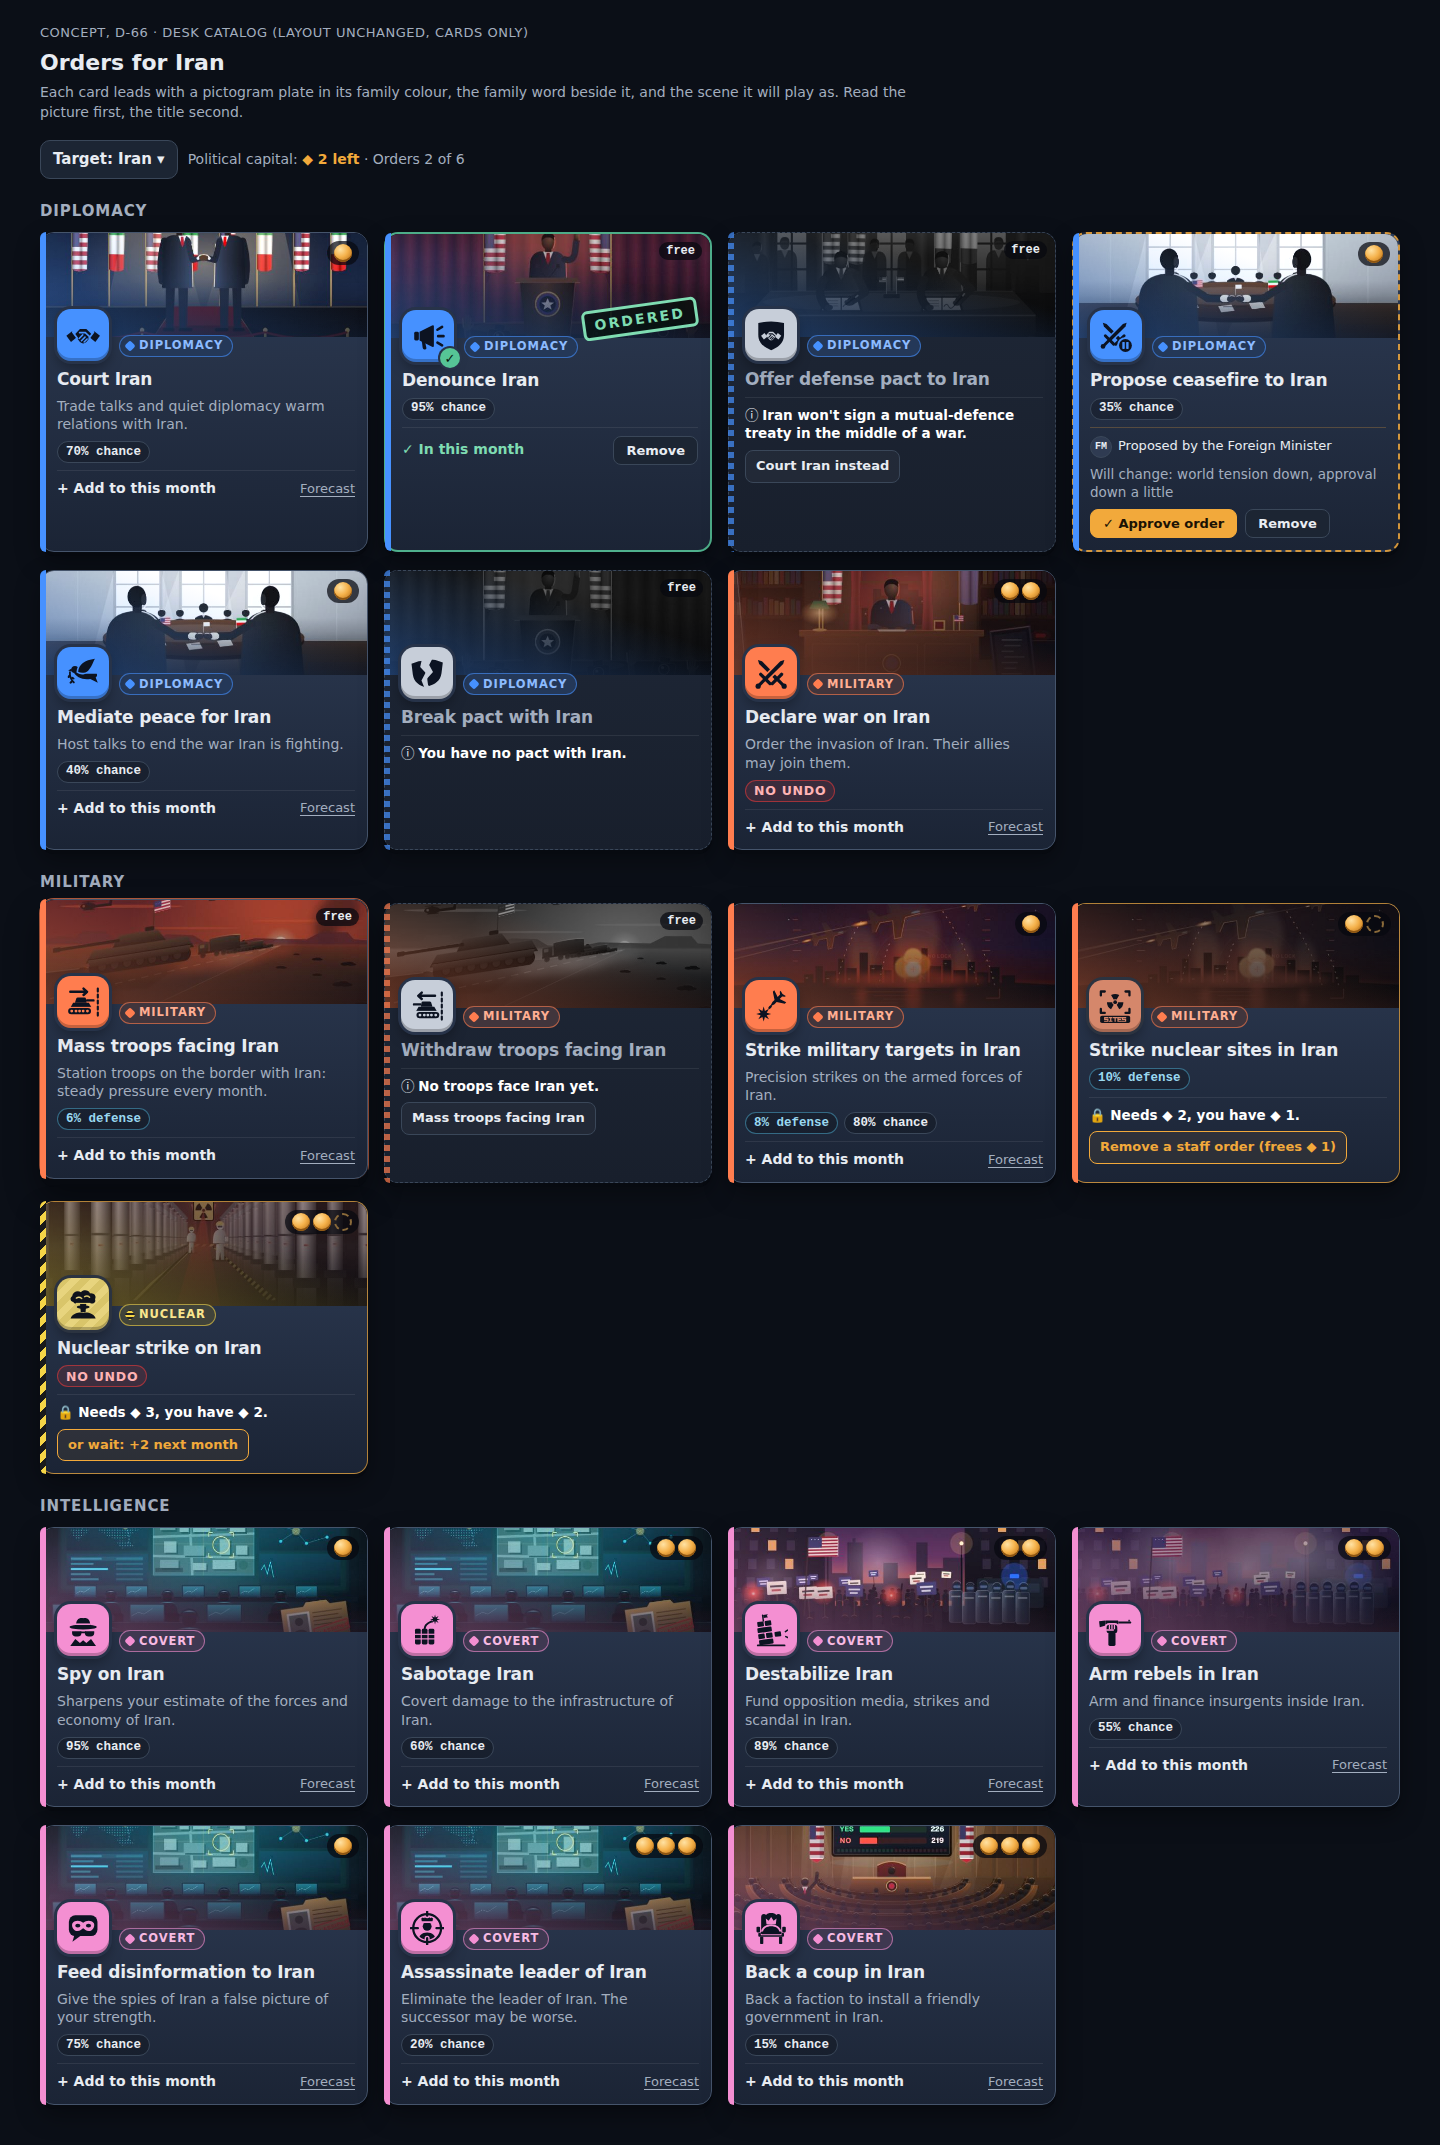 CONCEPT, D-66 · DESK CATALOG (LAYOUT UNCHANGED, CARDS ONLY)
Orders for Iran
Each card leads with a pictogram plate in its family colour, the family word beside it, and the scene it will play as. Read the
picture first, the title second.
Target: Iran ▾
Political capital: ◆ 2 left · Orders 2 of 6
DIPLOMACY
DIPLOMACY
Court Iran
Trade talks and quiet diplomacy warm
relations with Iran.
70% chance
+ Add to this month
Forecast
free
ORDERED
DIPLOMACY
Denounce Iran
95% chance
✓ In this month
Remove
free
DIPLOMACY
Offer defense pact to Iran
ⓘ Iran won't sign a mutual-defence
treaty in the middle of a war.
Court Iran instead
DIPLOMACY
Propose ceasefire to Iran
35% chance
FM Proposed by the Foreign Minister
Will change: world tension down, approval
down a little
✓ Approve order
Remove
DIPLOMACY
Mediate peace for Iran
Host talks to end the war Iran is fighting.
40% chance
+ Add to this month
Forecast
free
DIPLOMACY
Break pact with Iran
ⓘ You have no pact with Iran.
MILITARY
Declare war on Iran
Order the invasion of Iran. Their allies
may join them.
NO UNDO
+ Add to this month
Forecast
MILITARY
free
MILITARY
Mass troops facing Iran
Station troops on the border with Iran:
steady pressure every month.
6% defense
+ Add to this month
Forecast
free
MILITARY
Withdraw troops facing Iran
ⓘ No troops face Iran yet.
Mass troops facing Iran
MILITARY
Strike military targets in Iran
Precision strikes on the armed forces of
Iran.
8% defense
80% chance
+ Add to this month
Forecast
SITES
MILITARY
Strike nuclear sites in Iran
10% defense
🔒 Needs ◆ 2, you have ◆ 1.
Remove a staff order (frees ◆ 1)
NUCLEAR
Nuclear strike on Iran
NO UNDO
🔒 Needs ◆ 3, you have ◆ 2.
or wait: +2 next month
INTELLIGENCE
COVERT
Spy on Iran
Sharpens your estimate of the forces and
economy of Iran.
95% chance
+ Add to this month
Forecast
COVERT
Sabotage Iran
Covert damage to the infrastructure of
Iran.
60% chance
+ Add to this month
Forecast
COVERT
Destabilize Iran
Fund opposition media, strikes and
scandal in Iran.
89% chance
+ Add to this month
Forecast
COVERT
Arm rebels in Iran
Arm and finance insurgents inside Iran.
55% chance
+ Add to this month
Forecast
COVERT
Feed disinformation to Iran
Give the spies of Iran a false picture of
your strength.
75% chance
+ Add to this month
Forecast
COVERT
Assassinate leader of Iran
Eliminate the leader of Iran. The
successor may be worse.
20% chance
+ Add to this month
Forecast
YES 226
NO 219
COVERT
Back a coup in Iran
Back a faction to install a friendly
government in Iran.
15% chance
+ Add to this month
Forecast